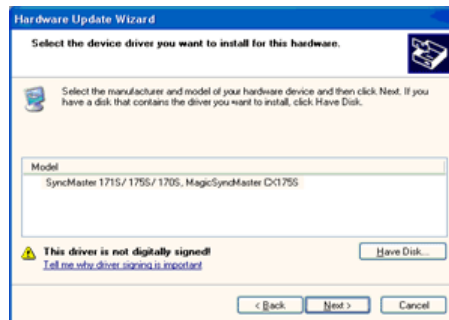 Hardware Update Wizard
Select the device driver you want to install for this hardware.
Select the manufacturer and model of your hardware device and then click Next. If you
have a disk that contains the driver you want to install, click Have Disk.
Model
SyncMaster 171S/ 175S/ 170S, MagicSyncMaster CX175S
This driver is not digitally signed!
Have Disk...
Tell me why driver signing is important
< Back
Next >
Cancel